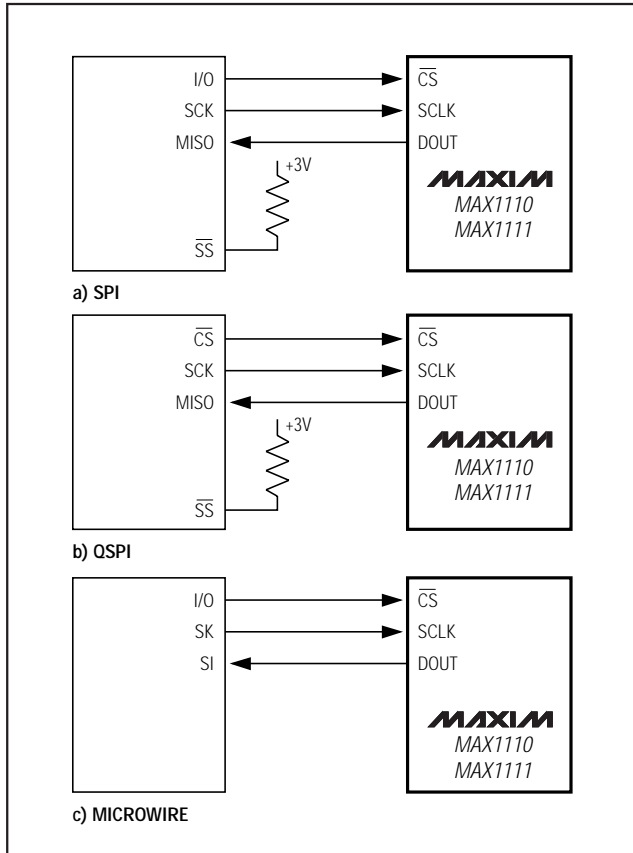 I/O CS
SCK SCLK
MISO DOUT
+3V
MAXIM
MAX1110
MAX1111
SS
a) SPI
CS CS
SCK SCLK
MISO DOUT
+3V
MAXIM
MAX1110
MAX1111
SS
b) QSPI
I/O CS
SK SCLK
SI DOUT
MAXIM
MAX1110
MAX1111
c) MICROWIRE